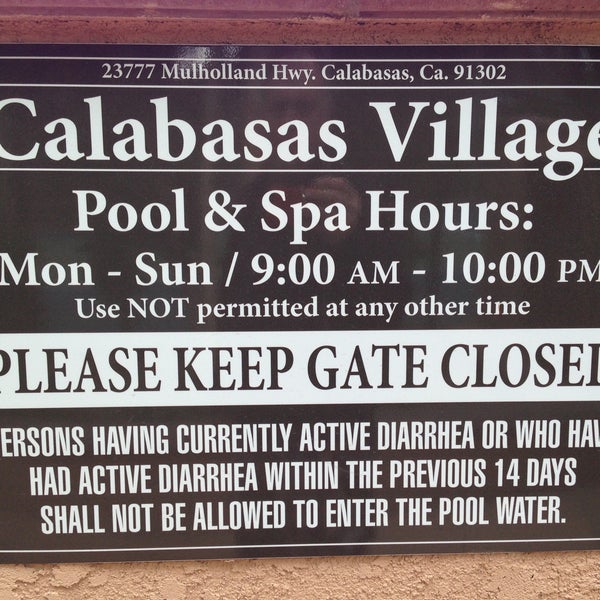 23777 Mulholland Hwy. Calabasas, Ca. 91302
Calabasas Village
Pool & Spa Hours:
Mon - Sun / 9:00 AM - 10:00 PM
Use NOT permitted at any other time
PLEASE KEEP GATE CLOSED
PERSONS HAVING CURRENTLY ACTIVE DIARRHEA OR WHO HAVE
HAD ACTIVE DIARRHEA WITHIN THE PREVIOUS 14 DAYS
SHALL NOT BE ALLOWED TO ENTER THE POOL WATER.